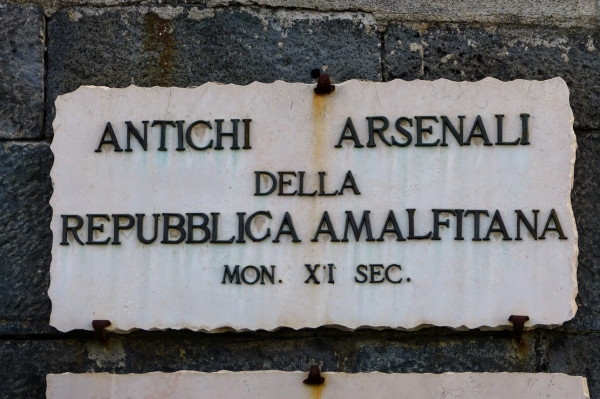 ANTICHI ARSENALI
DELLA
REPUBBLICA AMALFITANA
MON. XI SEC.